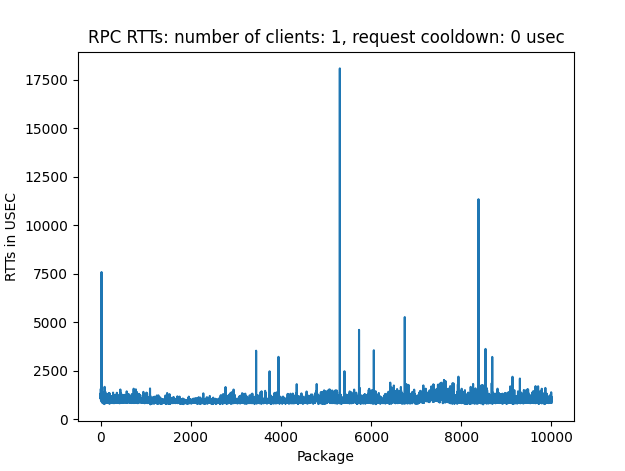 RPC RTTs: number of clients: 1, request cooldown: 0 usec
17500
15000
12500
10000
7500
5000
2500
0
RTTs in USEC
0 2000 4000 6000 8000 10000
Package